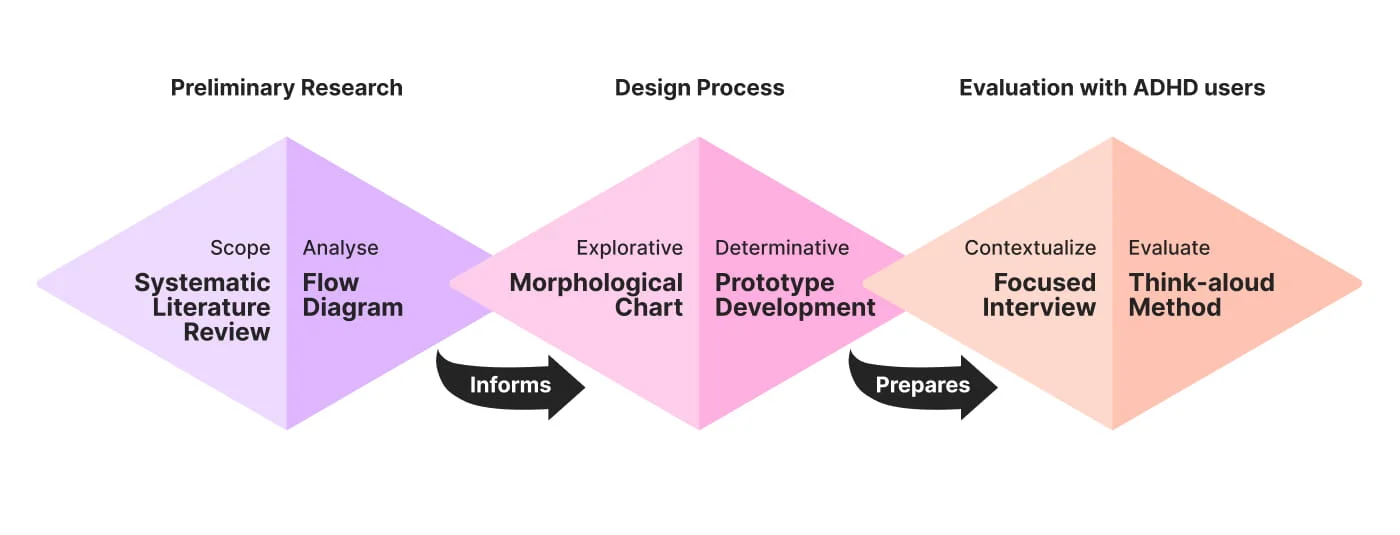 Preliminary Research
Design Process
Evaluation with ADHD users
Scope
Systematic
Literature
Review
Analyse
Flow
Diagram
Explorative
Morphological
Chart
Determinative
Prototype
Development
Contextualize
Focused
Interview
Evaluate
Think-aloud
Method
Informs
Prepares